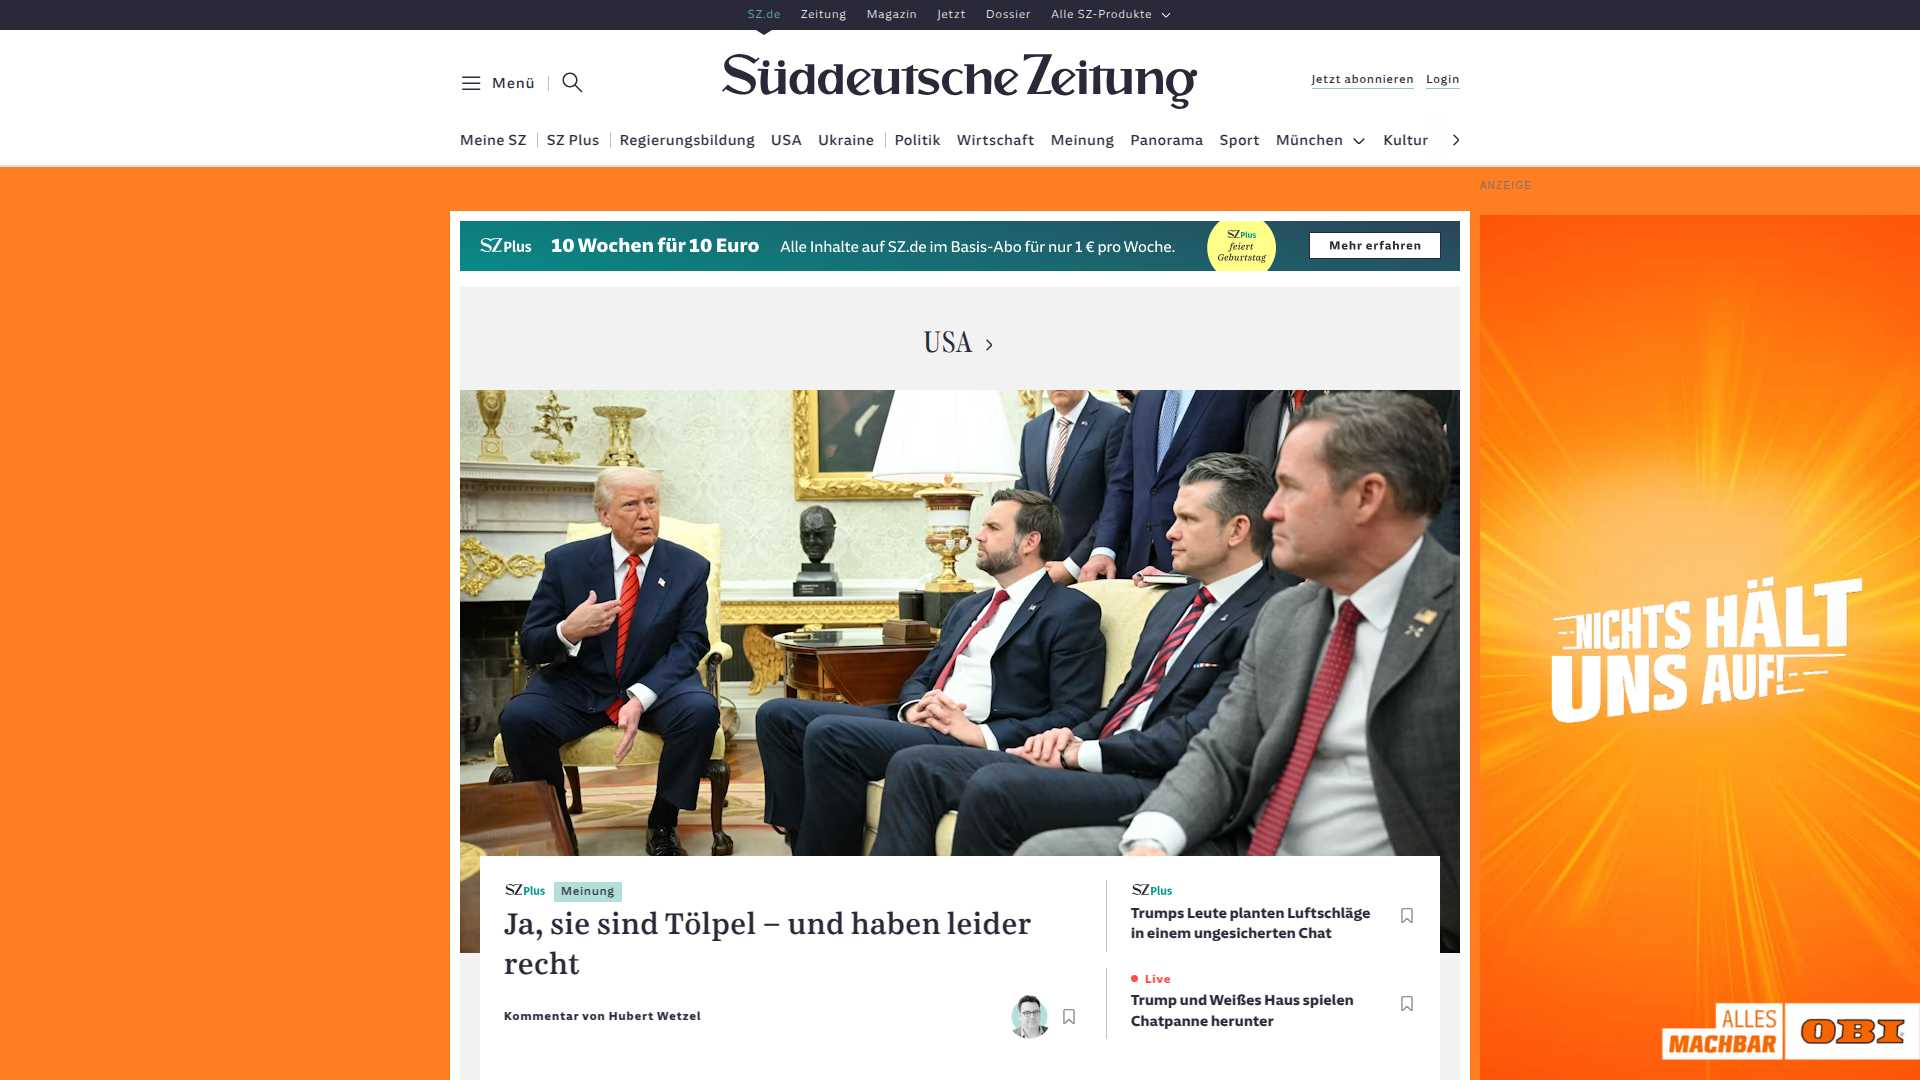 SZ.de Zeitung Magazin Jetzt Dossier Alle SZ-Produkte
Menü
Süddeutsche Zeitung
Jetzt abonnieren Login
Meine SZ SZ Plus Regierungsbildung USA Ukraine Politik Wirtschaft Meinung Panorama Sport München Kultur
ANZEIGE
SZ Plus 10 Wochen für 10 Euro Alle Inhalte auf SZ.de im Basis-Abo für nur 1 € pro Woche.
SZ Plus
feiert
Geburtstag
Mehr erfahren
USA
SZ Plus Meinung
Ja, sie sind Tölpel – und haben leider
recht
Kommentar von Hubert Wetzel
SZ Plus
Trumps Leute planten Luftschläge
in einem ungesicherten Chat
Live
Trump und Weißes Haus spielen
Chatpanne herunter
NICHTS HÄLT
UNS AUF!
ALLES
MACHBAR
OBI